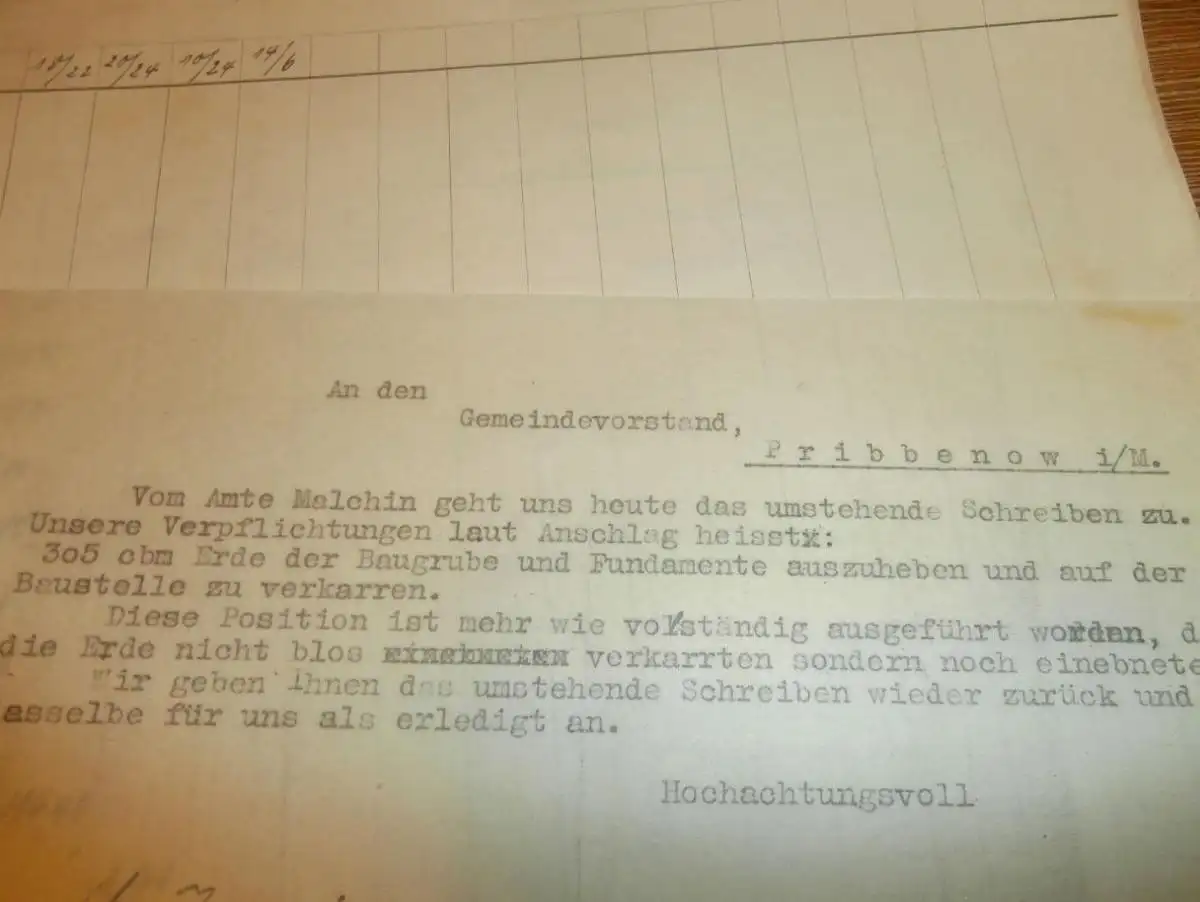 18/22 20/24 10/24 14/6
An den
Gemeindevorstand,
Pribbenow i/M.
Vom Amte Malchin geht uns heute das umstehende Schreiben zu.
Unsere Verpflichtungen laut Anschlag heisst:
3o5 cbm Erde der Baugrube und Fundamente auszuheben und auf der
Baustelle zu verkarren.
Diese Position ist mehr wie vollständig ausgeführt worden, d
die Erde nicht blos verkarrten sondern noch einebnete
Wir geben Ihnen das umstehende Schreiben wieder zurück und
asselbe für uns als erledigt an.
Hochachtungsvoll